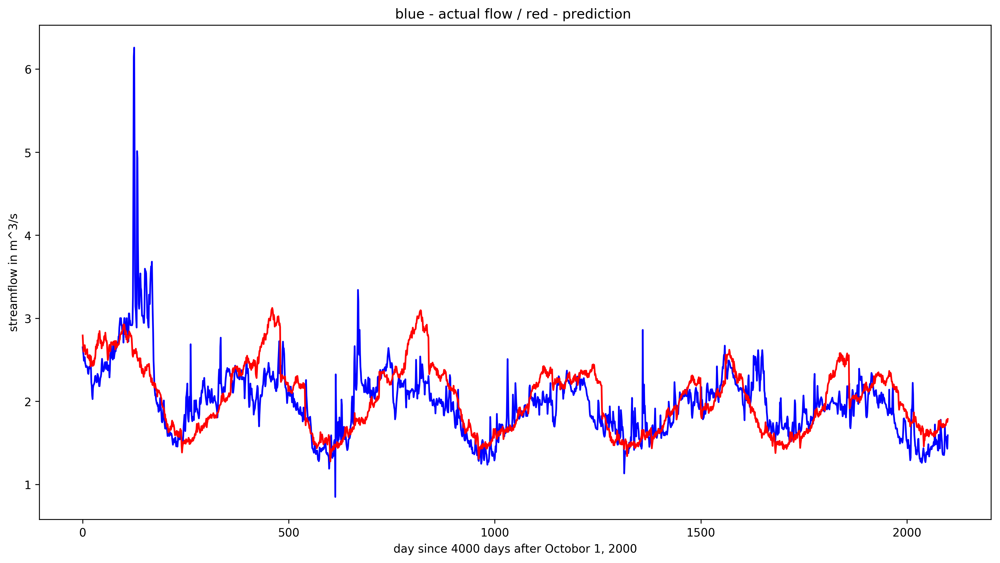 blue - actual flow / red - prediction
6
5
4
3
2
1
streamflow in m^3/s
0 500 1000 1500 2000
day since 4000 days after Octobor 1, 2000